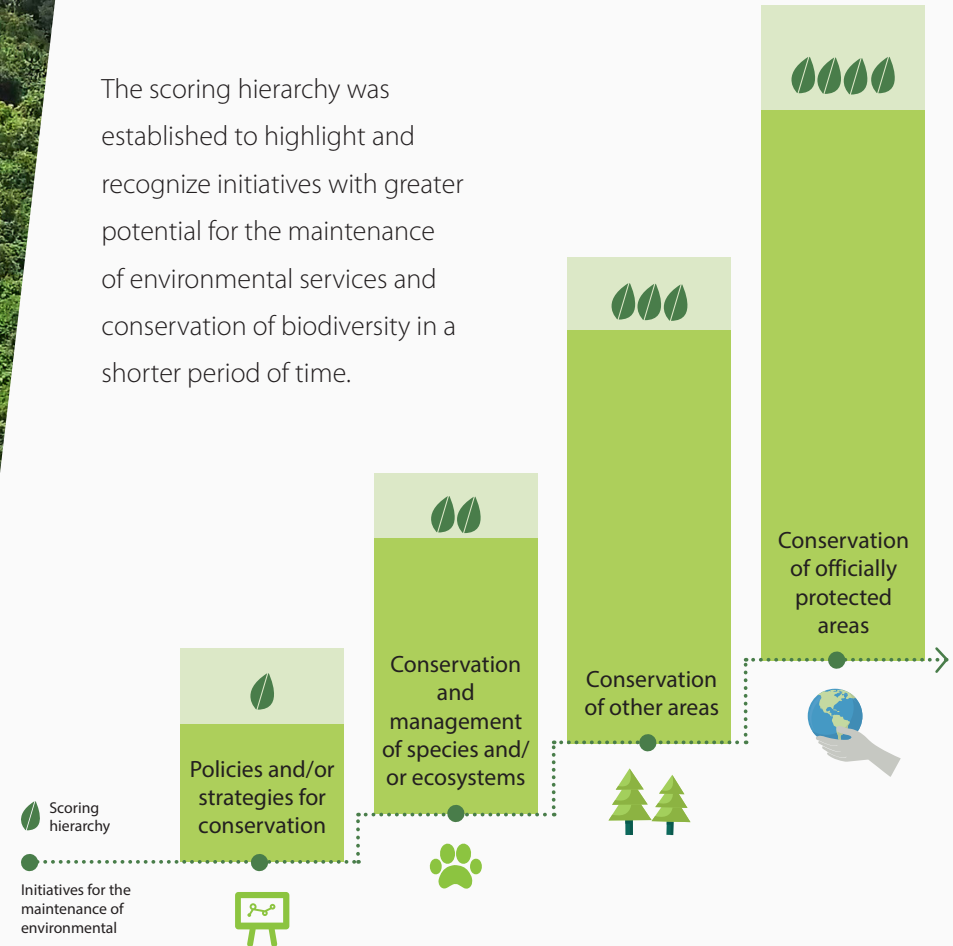 The scoring hierarchy was
established to highlight and
recognize initiatives with greater
potential for the maintenance
of environmental services and
conservation of biodiversity in a
shorter period of time.
Policies and/or
strategies for
conservation
Conservation
and
management
of species and/
or ecosystems
Conservation
of other areas
Conservation
of officially
protected
areas
Scoring
hierarchy
Initiatives for the
maintenance of
environmental